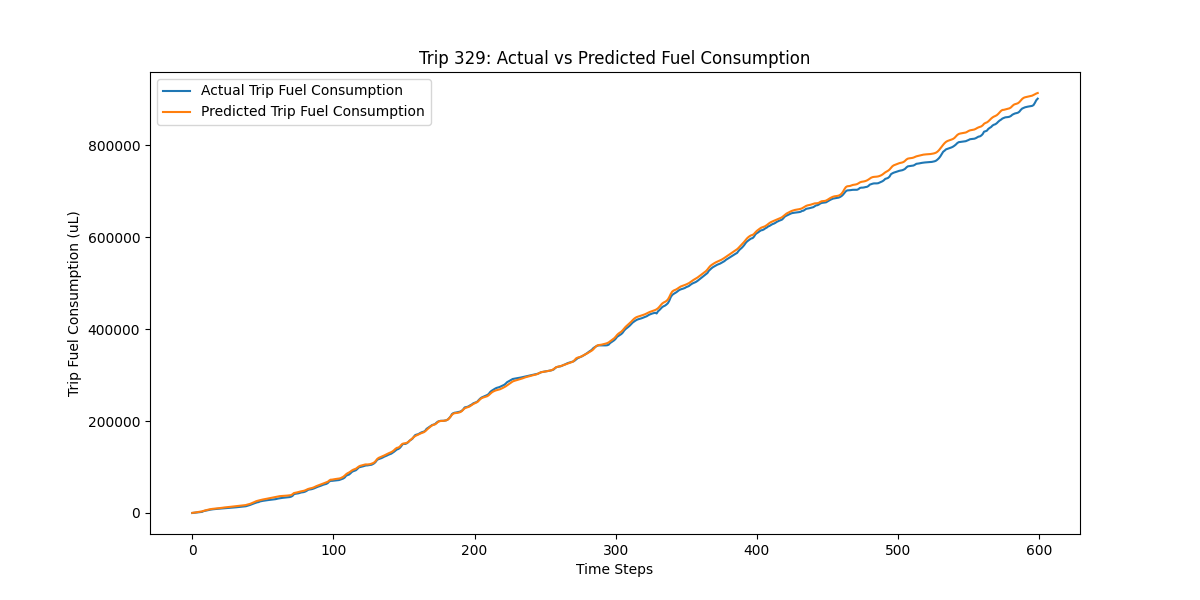 Trip 329: Actual vs Predicted Fuel Consumption
Actual Trip Fuel Consumption
Predicted Trip Fuel Consumption
Trip Fuel Consumption (uL)
800000
600000
400000
200000
0
0 100 200 300 400 500 600
Time Steps